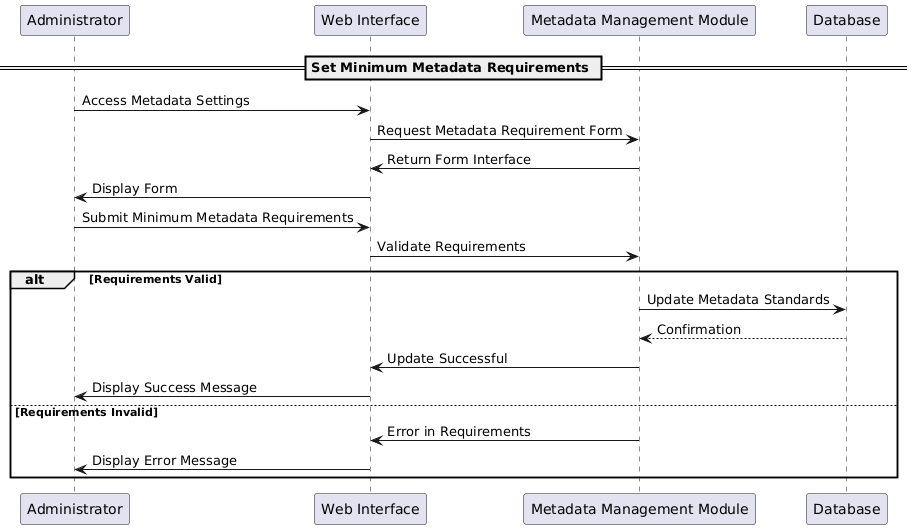 Administrator
Web Interface
Metadata Management Module
Database
Set Minimum Metadata Requirements
Access Metadata Settings
Request Metadata Requirement Form
Return Form Interface
Display Form
Submit Minimum Metadata Requirements
Validate Requirements
alt
[Requirements Valid]
Update Metadata Standards
Confirmation
Update Successful
Display Success Message
[Requirements Invalid]
Error in Requirements
Display Error Message
Administrator
Web Interface
Metadata Management Module
Database